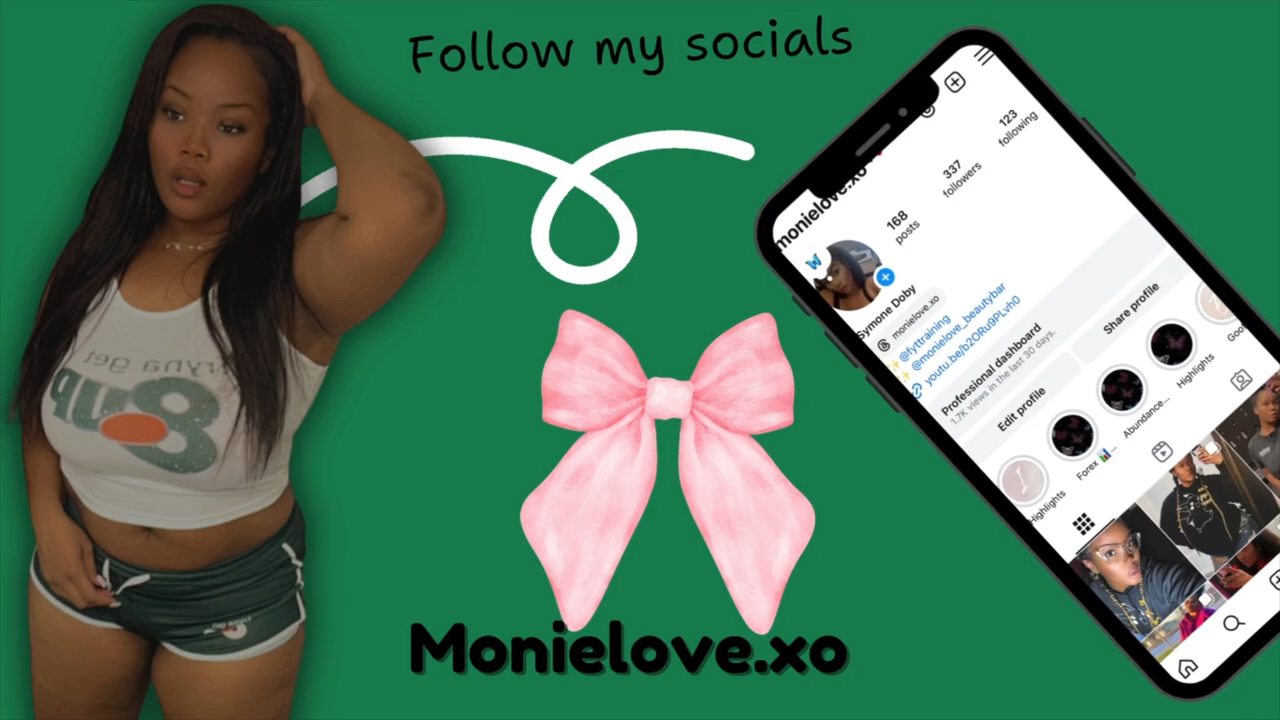 Follow my socials
monielove.xo
168
posts
337
followers
123
following
Symone Doby
monielove.xo
@fyttraining
@monielove_beautybar
youtu.be/b2ORu9PLvh0
Professional dashboard
1.7K views in the last 30 days.
Edit profile
Share profile
Highlights
Forex
Abundance...
Highlights
Goo
8up
Monielove.xo